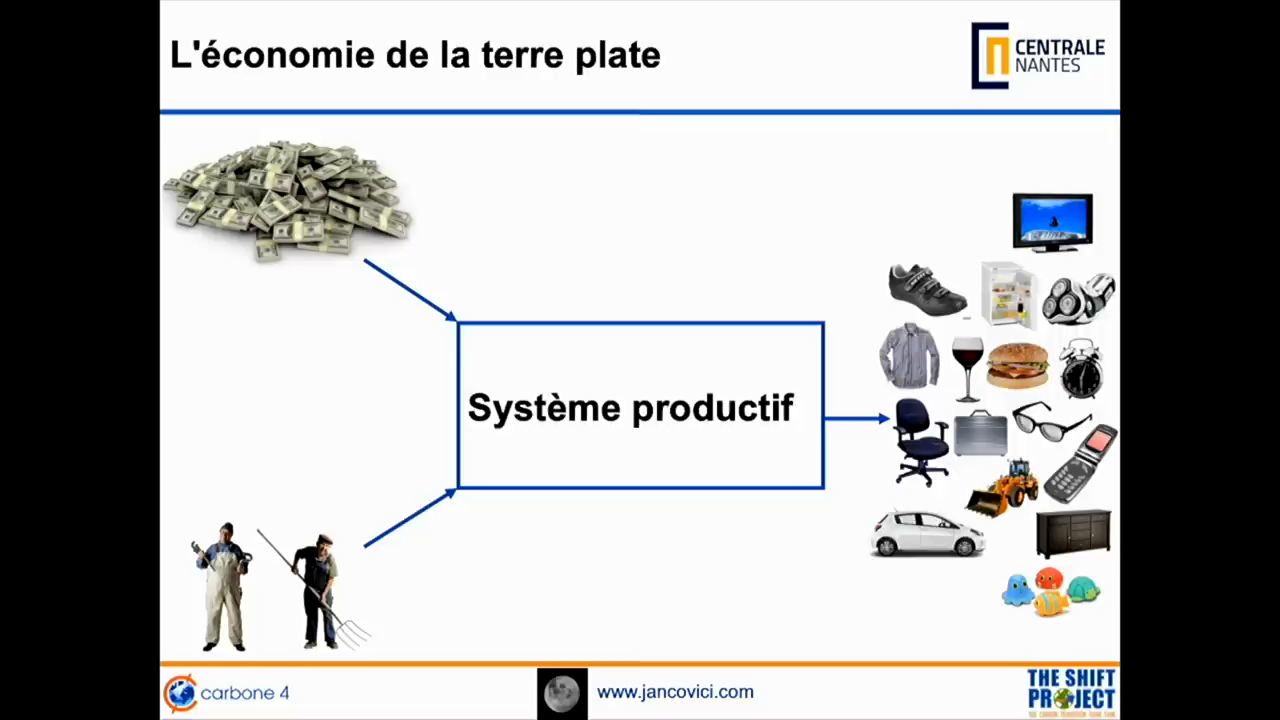 L'économie de la terre plate
CENTRALE
NANTES
Système productif
carbone 4
www.jancovici.com
THE SHIFT
PROJECT